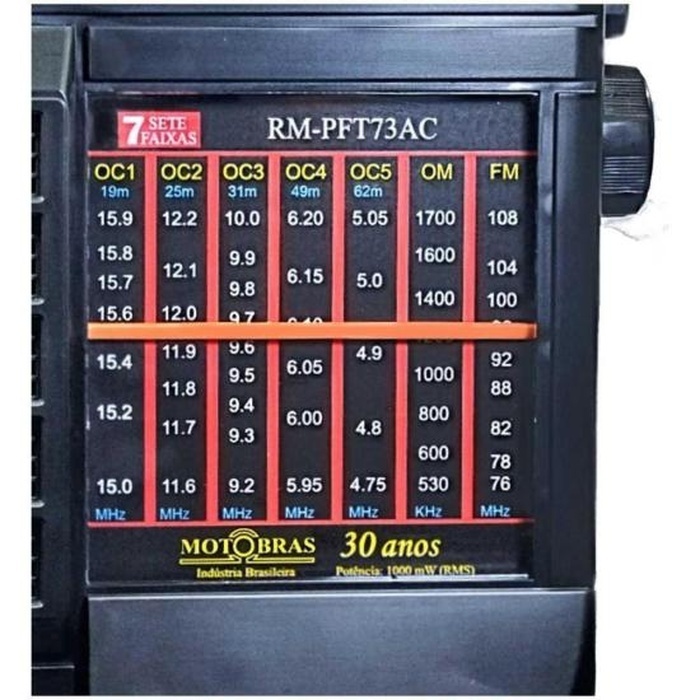 7 SETE FAIXAS RM-PFT73AC
OC1 OC2 OC3 OC4 OC5 OM FM
19m 25m 31m 49m 62m
15.9 12.2 10.0 6.20 5.05 1700 108
15.8 9.9 1600
15.7 12.1 9.8 6.15 5.0 1400 104
15.6 12.0 9.7 100
15.4 11.9 9.6 6.05 4.9 1000 92
11.8 9.5 88
15.2 11.7 9.4 6.00 4.8 800 82
9.3 600 78
15.0 11.6 9.2 5.95 4.75 530 76
MHz MHz MHz MHz MHz KHz MHz
MOTOBRAS 30 anos
Indústria Brasileira Potência: 1000 mW (RMS)